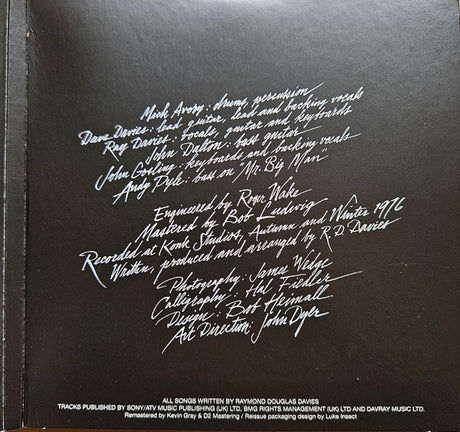 Mick Avory: drums, percussion
Dave Davies: lead guitar, lead and backing vocals
Ray Davies: vocals, guitar and keyboards
John Dalton: bass guitar
John Gosling: keyboards and backing vocals
Andy Pyle: bass on "Mr. Big Man"
Engineered by Roger Wake
Mastered by Bob Ludwig
Recorded at Konk Studios, Autumn and Winter 1976
Written, produced and arranged by R.D. Davies
Photography: James Wedge
Calligraphy: Hal Fiedler
Design: Bob Heimall
Art Direction: John Dyer
ALL SONGS WRITTEN BY RAYMOND DOUGLAS DAVIES
TRACKS PUBLISHED BY SONY/ATV MUSIC PUBLISHING (UK) LTD, BMG RIGHTS MANAGEMENT (UK) LTD AND DAVRAY MUSIC LTD.
Remastered by Kevin Gray & D2 Mastering / Reissue packaging design by Luke Insect